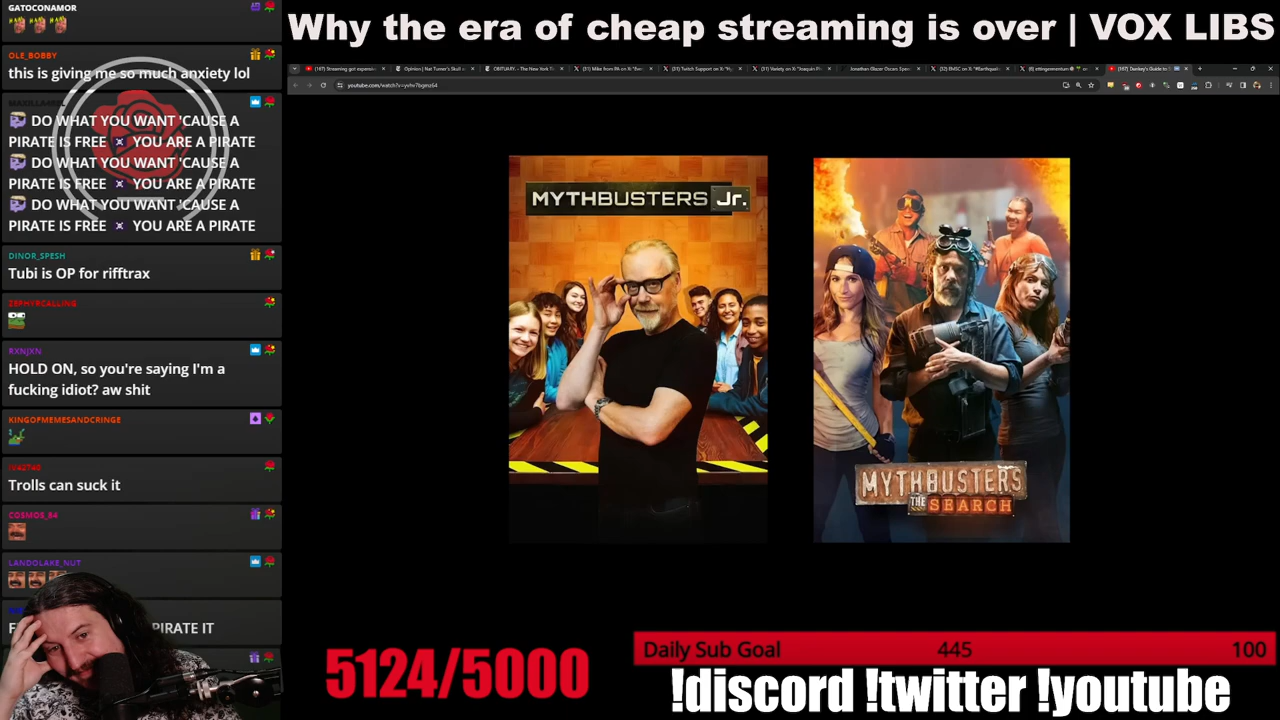 Why the era of cheap streaming is over | VOX LIBS
GATOCONAMOR
OLE_BOBBY
this is giving me so much anxiety lol
DO WHAT YOU WANT 'CAUSE A
PIRATE IS FREE YOU ARE A PIRATE
DO WHAT YOU WANT 'CAUSE A
PIRATE IS FREE YOU ARE A PIRATE
DO WHAT YOU WANT 'CAUSE A
PIRATE IS FREE YOU ARE A PIRATE
DINOR_SPESH
Tubi is OP for rifftrax
ZEPHYRCALLING
RXNJXN
HOLD ON, so you're saying I'm a
fucking idiot? aw shit
KINGOFMEMESANDCRINGE
IV42740
Trolls can suck it
COSMOS_84
LANDOLAKE_NUT
PIRATE IT
MYTHBUSTERS Jr.
MYTHBUSTERS
THE SEARCH
5124/5000
Daily Sub Goal 445 100
!discord !twitter !youtube